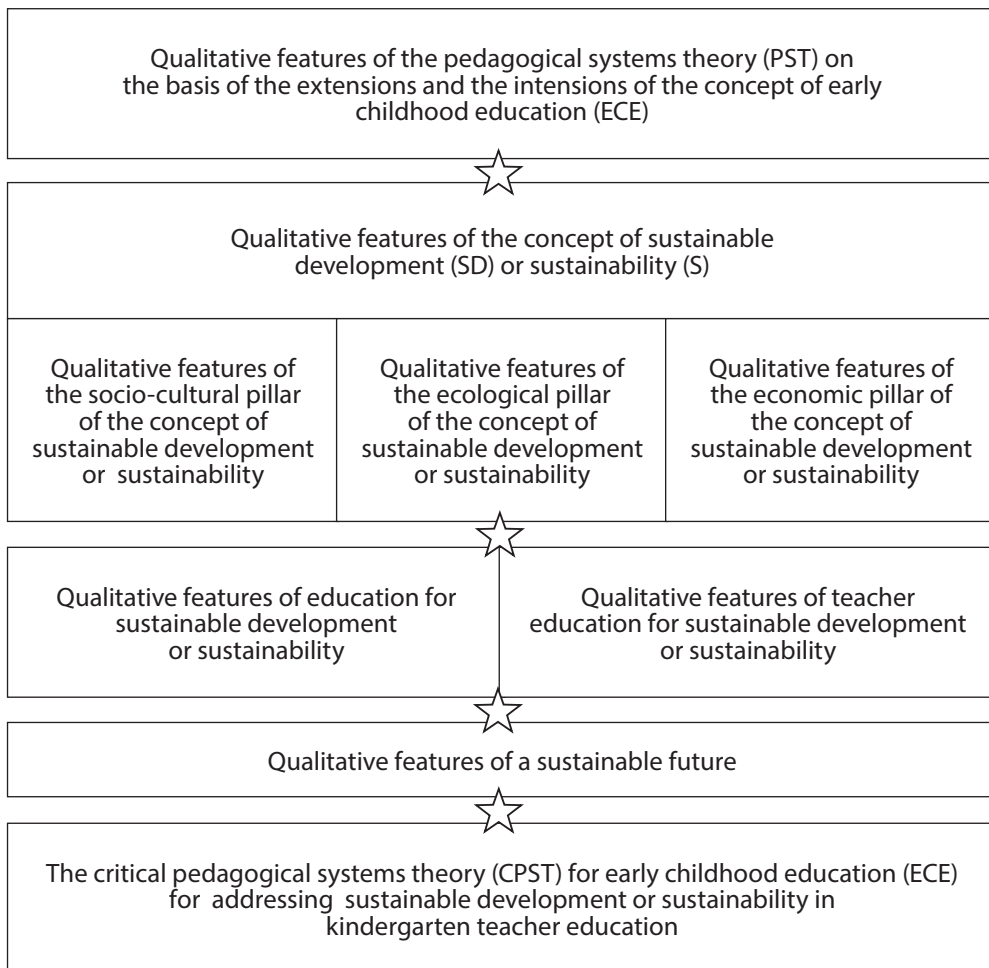 Qualitative features of the pedagogical systems theory (PST) on
the basis of the extensions and the intensions of the concept of early
childhood education (ECE)
Qualitative features of the concept of sustainable
development (SD) or sustainability (S)
Qualitative features of
the socio-cultural pillar
of the concept of
sustainable development
or sustainability
Qualitative features of
the ecological pillar
of the concept of
sustainable development
or sustainability
Qualitative features of
the economic pillar of
the concept of
sustainable development
or sustainability
Qualitative features of education for
sustainable development
or sustainability
Qualitative features of teacher
education for sustainable development
or sustainability
Qualitative features of a sustainable future
The critical pedagogical systems theory (CPST) for early childhood education (ECE)
for addressing sustainable development or sustainability in
kindergarten teacher education